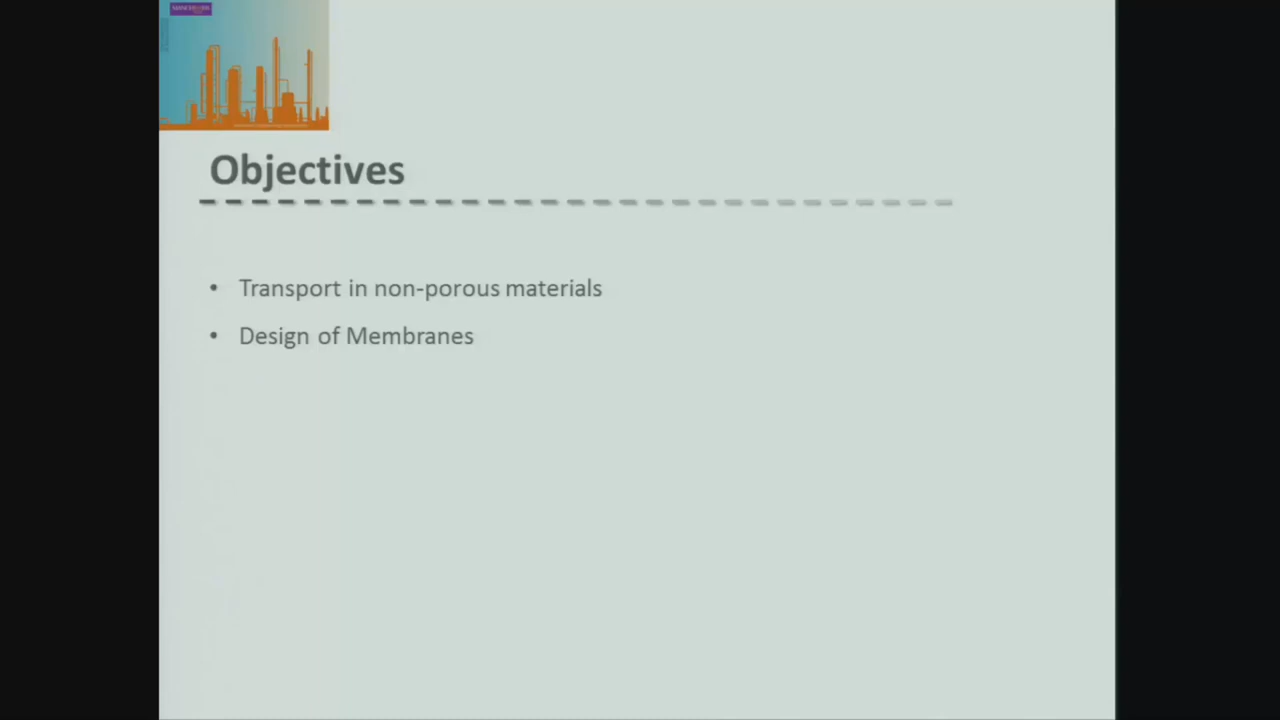 Objectives
• Transport in non-porous materials
• Design of Membranes